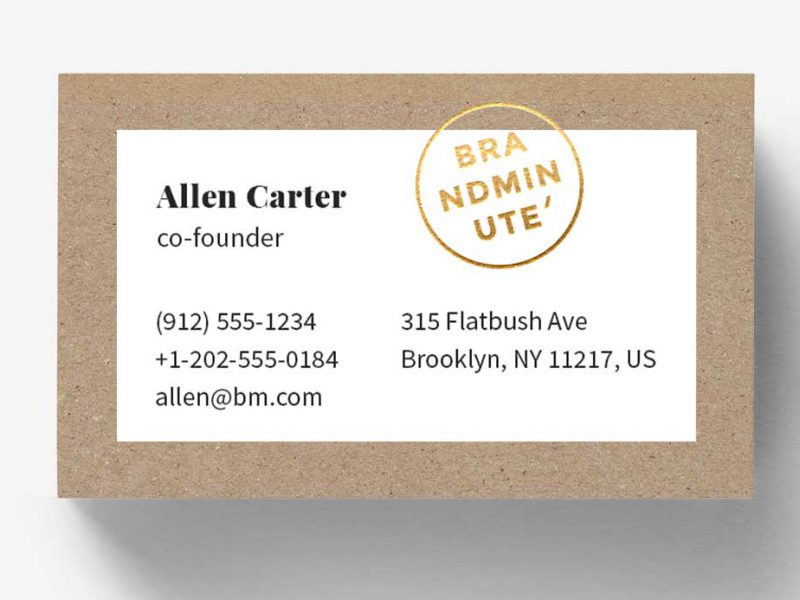 BRA
NDMIN
UTE′
Allen Carter
co-founder
(912) 555-1234
+1-202-555-0184
allen@bm.com
315 Flatbush Ave
Brooklyn, NY 11217, US